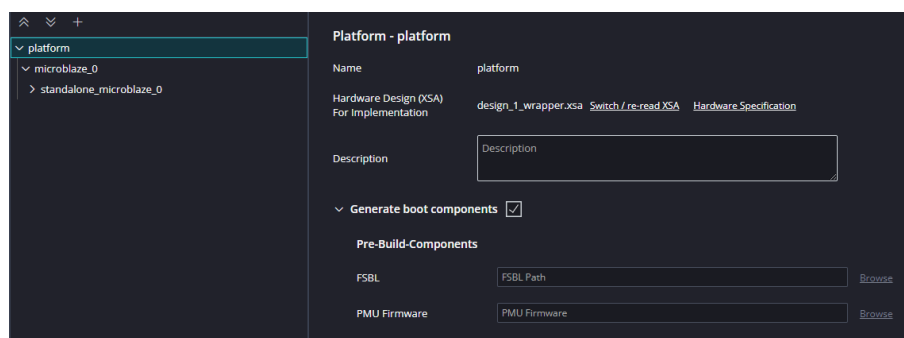 platform
microblaze_0
standalone_microblaze_0
Platform - platform
Name platform
Hardware Design (XSA)
For Implementation
design_1_wrapper.xsa Switch / re-read XSA Hardware Specification
Description
Description
Generate boot components
Pre-Build-Components
FSBL FSBL Path Browse
PMU Firmware PMU Firmware Browse